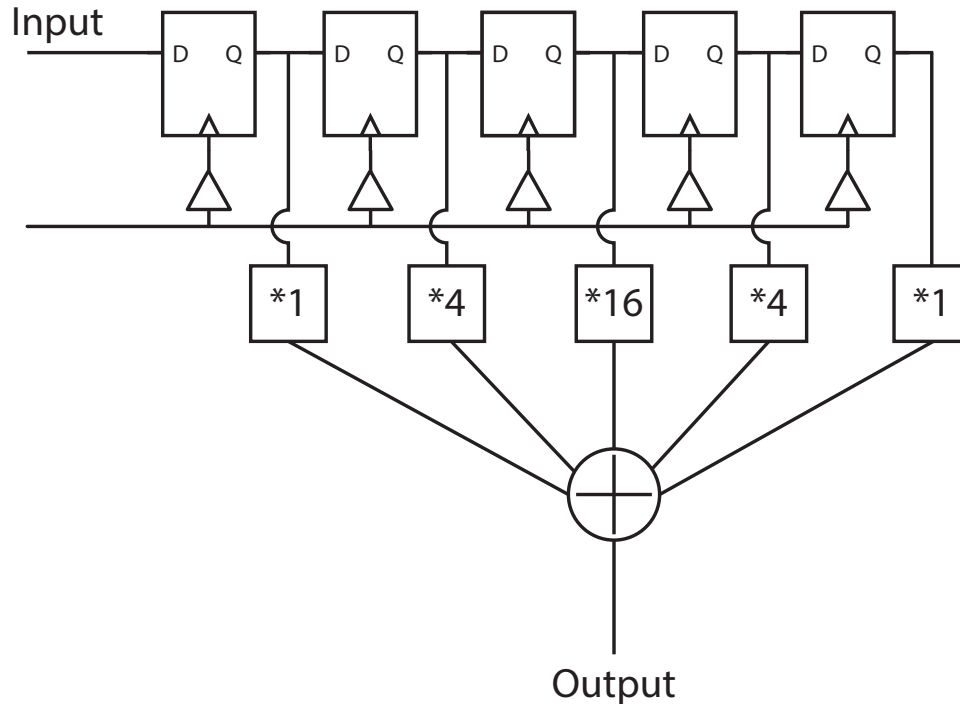 Input
D Q D Q D Q D Q D Q
*1 *4 *16 *4 *1
Output